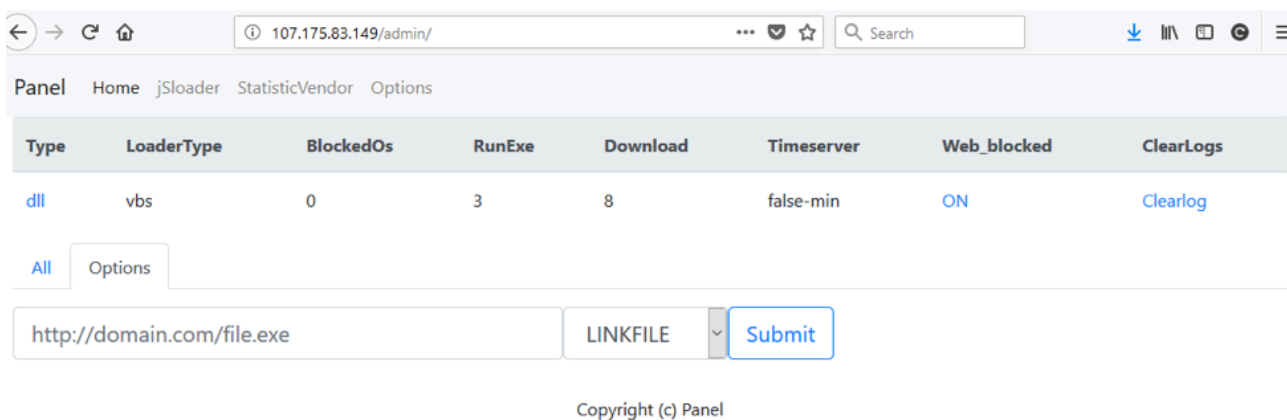 107.175.83.149/admin/ Search
Panel Home jSloader StatisticVendor Options
Type LoaderType BlockedOs RunExe Download Timeserver Web_blocked ClearLogs
dll vbs 0 3 8 false-min ON Clearlog
All Options
http://domain.com/file.exe LINKFILE Submit
Copyright (c) Panel